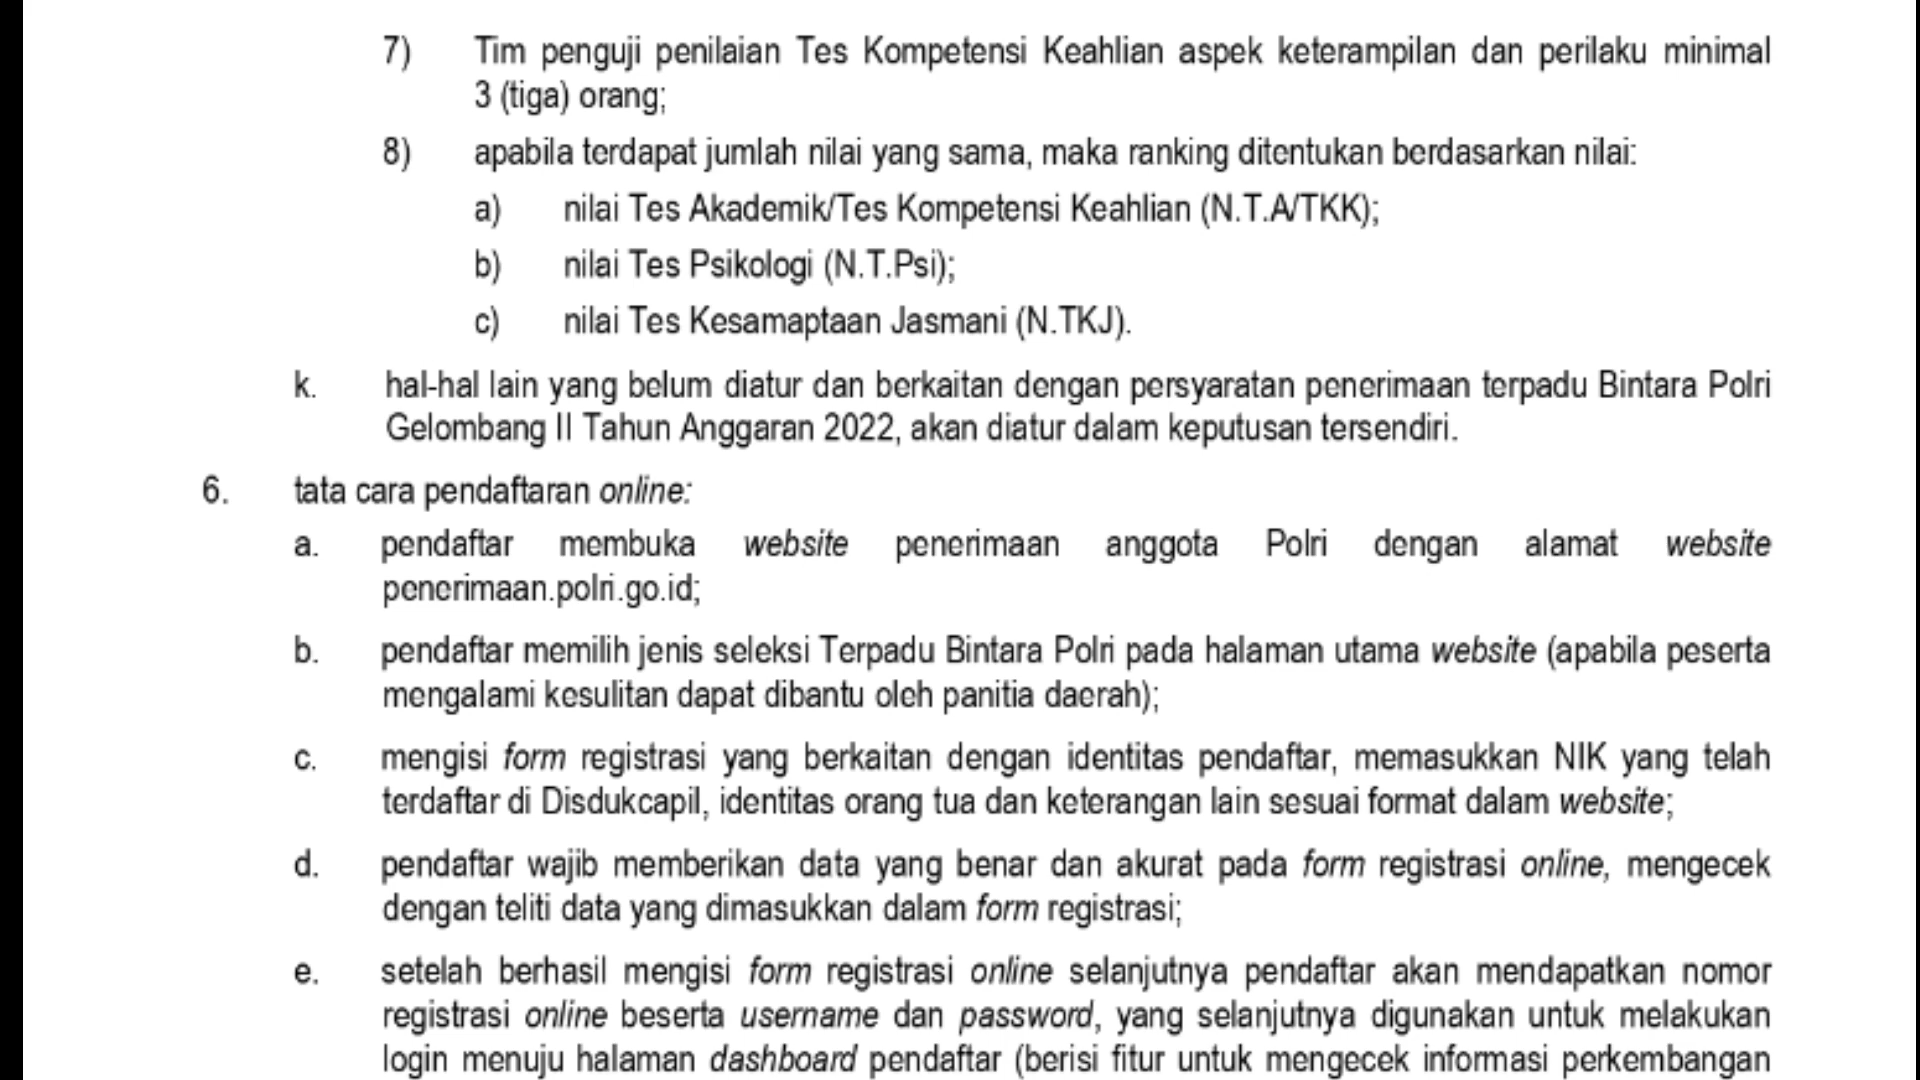 7) Tim penguji penilaian Tes Kompetensi Keahlian aspek keterampilan dan perilaku minimal
3 (tiga) orang;
8) apabila terdapat jumlah nilai yang sama, maka ranking ditentukan berdasarkan nilai:
a) nilai Tes Akademik/Tes Kompetensi Keahlian (N.T.A/TKK);
b) nilai Tes Psikologi (N.T.Psi);
c) nilai Tes Kesamaptaan Jasmani (N.TKJ).
k. hal-hal lain yang belum diatur dan berkaitan dengan persyaratan penerimaan terpadu Bintara Polri
Gelombang II Tahun Anggaran 2022, akan diatur dalam keputusan tersendiri.
6. tata cara pendaftaran online:
a. pendaftar membuka website penerimaan anggota Polri dengan alamat website
penerimaan.polri.go.id;
b. pendaftar memilih jenis seleksi Terpadu Bintara Polri pada halaman utama website (apabila peserta
mengalami kesulitan dapat dibantu oleh panitia daerah);
c. mengisi form registrasi yang berkaitan dengan identitas pendaftar, memasukkan NIK yang telah
terdaftar di Disdukcapil, identitas orang tua dan keterangan lain sesuai format dalam website;
d. pendaftar wajib memberikan data yang benar dan akurat pada form registrasi online, mengecek
dengan teliti data yang dimasukkan dalam form registrasi;
e. setelah berhasil mengisi form registrasi online selanjutnya pendaftar akan mendapatkan nomor
registrasi online beserta username dan password, yang selanjutnya digunakan untuk melakukan
login menuju halaman dashboard pendaftar (berisi fitur untuk mengecek informasi perkembangan